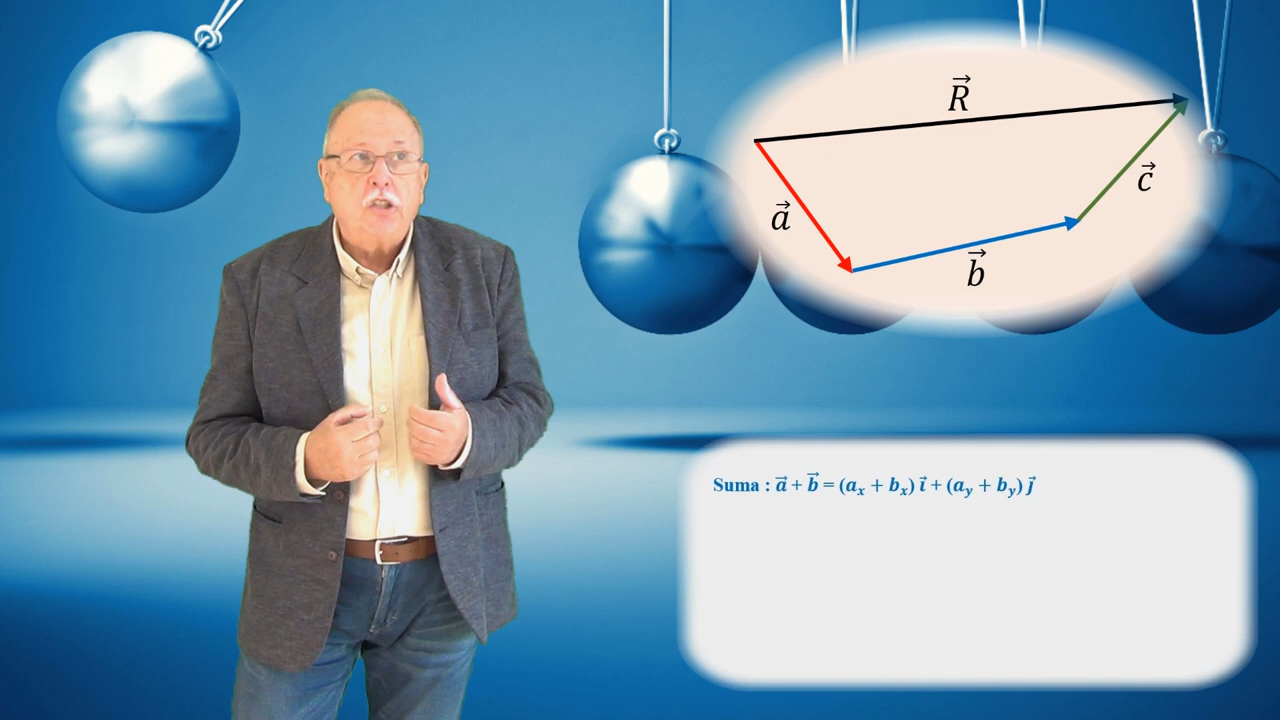 R⃗
a⃗
c⃗
b⃗
Suma : a⃗ + b⃗ = (aₓ + bₓ) i⃗ + (a_y + b_y) j⃗